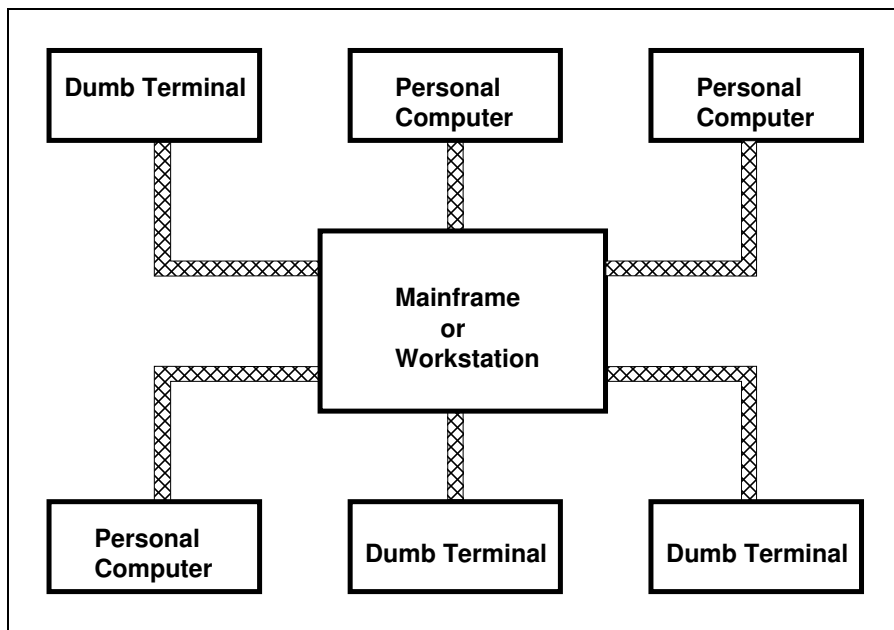 Dumb Terminal
Personal
Computer
Personal
Computer
Mainframe
or
Workstation
Personal
Computer
Dumb Terminal
Dumb Terminal